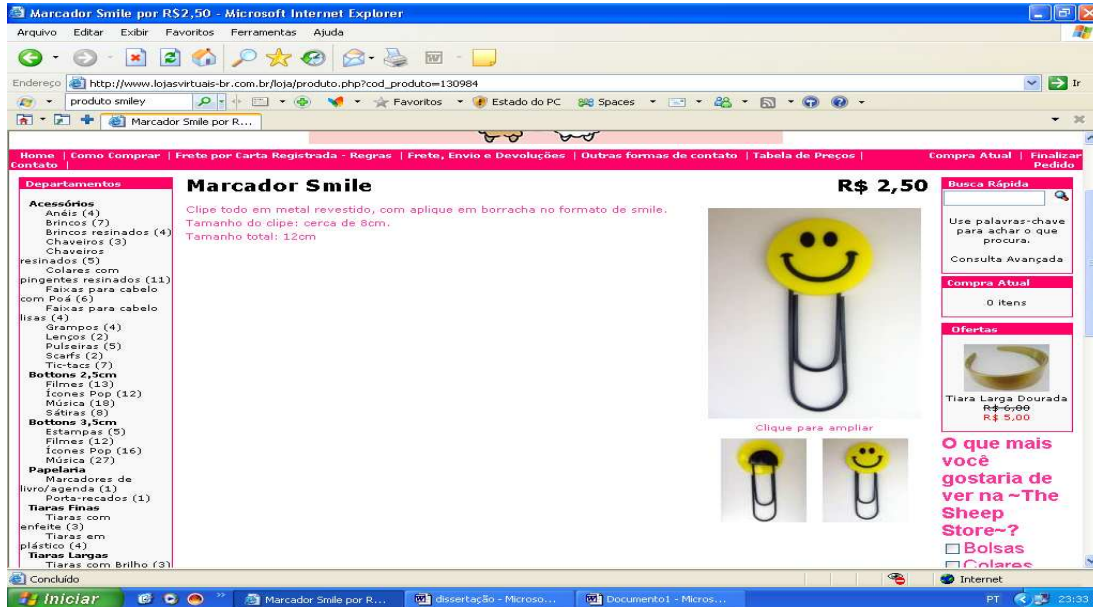 Marcador Smile por R$2,50 - Microsoft Internet Explorer
Arquivo Editar Exibir Favoritos Ferramentas Ajuda
Endereço http://www.lojasvirtuais-br.com.br/loja/produto.php?cod_produto=130984 Ir
produto smiley Favoritos Estado do PC Spaces
Marcador Smile por R...
Home | Como Comprar | Frete por Carta Registrada - Regras | Frete, Envio e Devoluções | Outras formas de contato | Tabela de Preços |
Contato |
Compra Atual | Finalizar
Pedido
Departamentos
Acessórios
Anéis (4)
Brincos (7)
Brincos resinados (4)
Chaveiros (3)
Chaveiros
resinados (5)
Colares com
pingentes resinados (11)
Faixas para cabelo
com Poá (6)
Faixas para cabelo
lisas (4)
Grampos (4)
Lenços (2)
Pulseiras (5)
Scarfs (2)
Tic-tacs (7)
Bottons 2,5cm
Filmes (13)
Ícones Pop (12)
Música (18)
Sátiras (8)
Bottons 3,5cm
Estampas (5)
Filmes (12)
Ícones Pop (16)
Música (27)
Papelaria
Marcadores de
livro/agenda (1)
Porta-recados (1)
Tiaras Finas
Tiaras com
enfeite (3)
Tiaras em
plástico (4)
Tiaras Largas
Tiaras com Brilho (3)
Marcador Smile
R$ 2,50
Clipe todo em metal revestido, com aplique em borracha no formato de smile.
Tamanho do clipe: cerca de 8cm.
Tamanho total: 12cm
Clique para ampliar
Busca Rápida
Use palavras-chave
para achar o que
procura.
Consulta Avançada
Compra Atual
0 itens
Ofertas
Tiara Larga Dourada
R$ 6,00
R$ 5,00
O que mais
você
gostaria de
ver na ~The
Sheep
Store~?
Bolsas
Colares
Concluído
Internet
Iniciar
Marcador Smile por R...
dissertação - Microso...
Documento1 - Micros...
PT
23:33